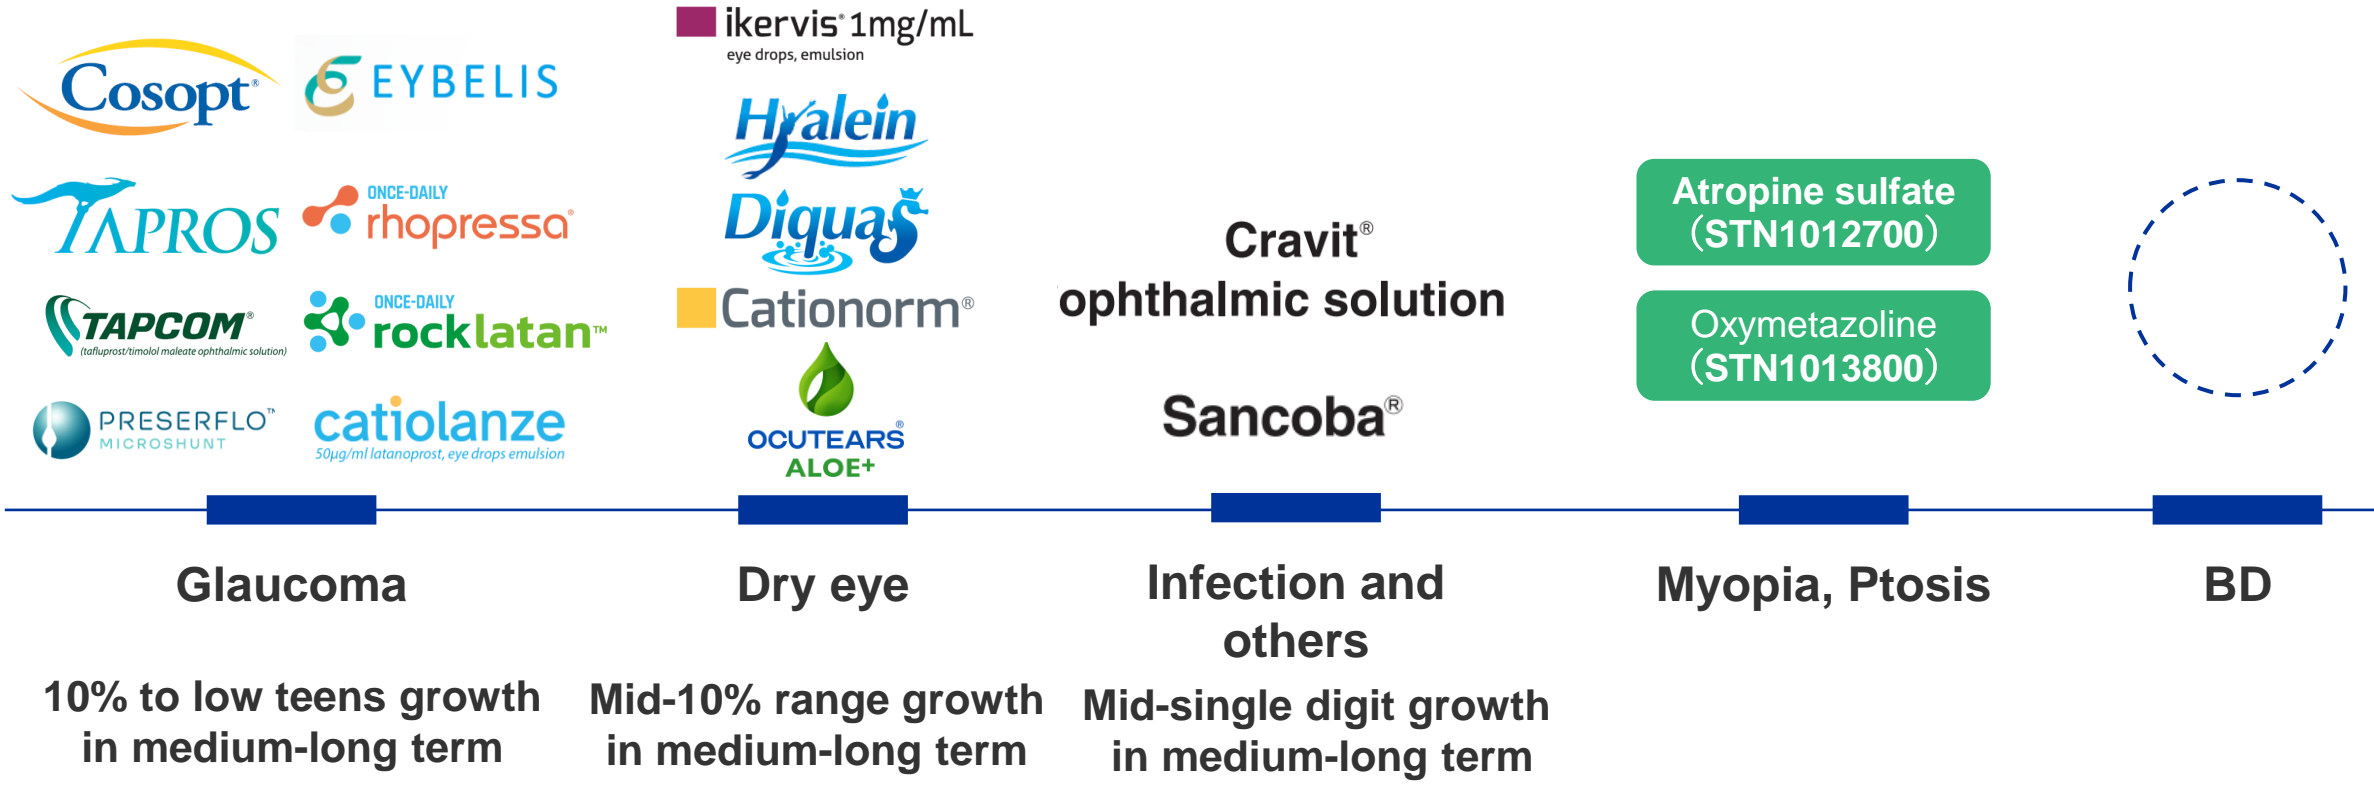 Cosopt®
EYBELIS
TAPROS
ONCE-DAILY
rhopressa®
TAPCOM®
(tafluprost/timolol maleate ophthalmic solution)
ONCE-DAILY
rocklatan™
PRESERFLO™
MICROSHUNT
catiolanze
50µg/ml latanoprost, eye drops emulsion
ikervis® 1mg/mL
eye drops, emulsion
Hyalein
Diquas
Cationorm®
OCUTEARS®
ALOE+
Cravit®
ophthalmic solution
Sancoba®
Atropine sulfate
（STN1012700）
Oxymetazoline
（STN1013800）
Glaucoma
10% to low teens growth
in medium-long term
Dry eye
Mid-10% range growth
in medium-long term
Infection and
others
Mid-single digit growth
in medium-long term
Myopia, Ptosis
BD